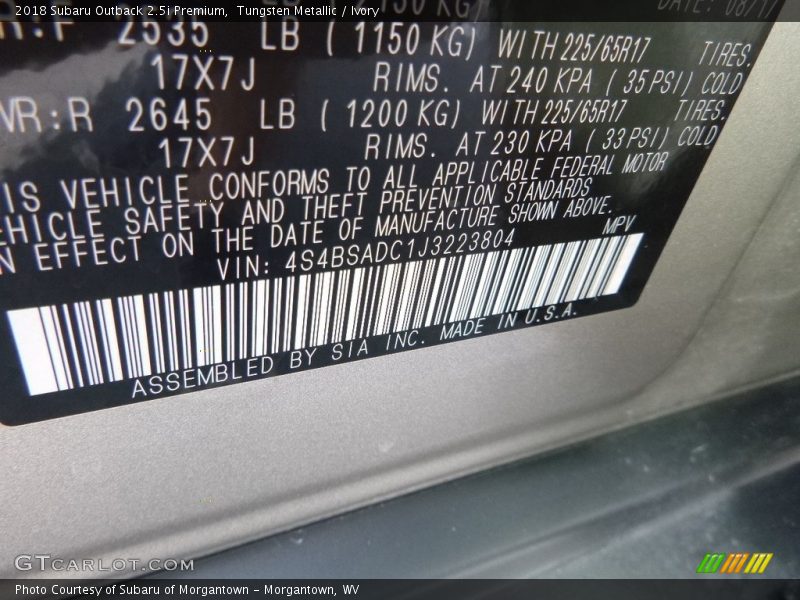 2018 Subaru Outback 2.5i Premium, Tungsten Metallic / Ivory
2535 LB ( 1150 KG) WITH 225/65R17 TIRES.
17X7J RIMS. AT 240 KPA ( 35 PSI) COLD
WR:R 2645 LB ( 1200 KG) WITH 225/65R17 TIRES.
17X7J RIMS. AT 230 KPA ( 33 PSI) COLD
IS VEHICLE CONFORMS TO ALL APPLICABLE FEDERAL MOTOR
EHICLE SAFETY AND THEFT PREVENTION STANDARDS
N EFFECT ON THE DATE OF MANUFACTURE SHOWN ABOVE.
VIN: 4S4BSADC1J3223804 MPV
ASSEMBLED BY SIA INC. MADE IN U.S.A.
GTCARLOT.COM
Photo Courtesy of Subaru of Morgantown - Morgantown, WV